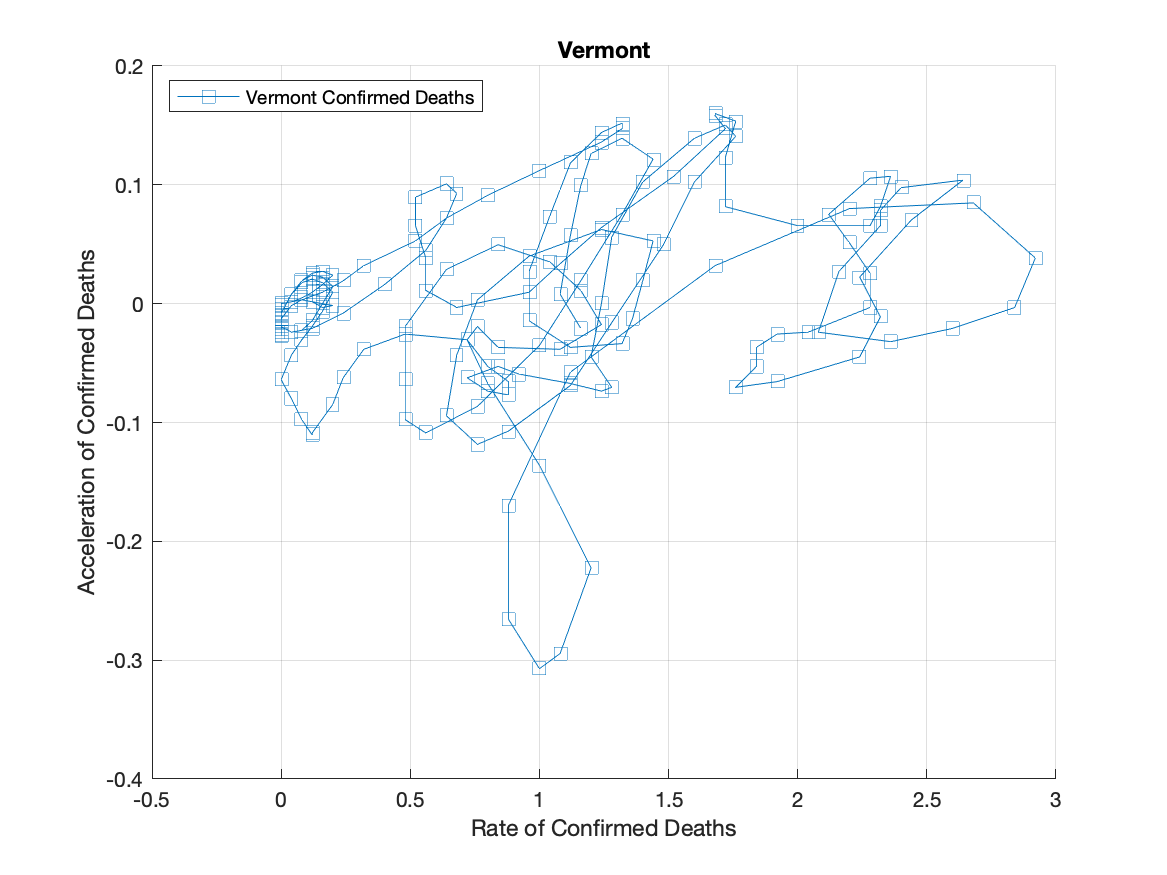 Vermont
Vermont Confirmed Deaths
0.2
0.1
0
-0.1
-0.2
-0.3
-0.4
Acceleration of Confirmed Deaths
-0.5 0 0.5 1 1.5 2 2.5 3
Rate of Confirmed Deaths